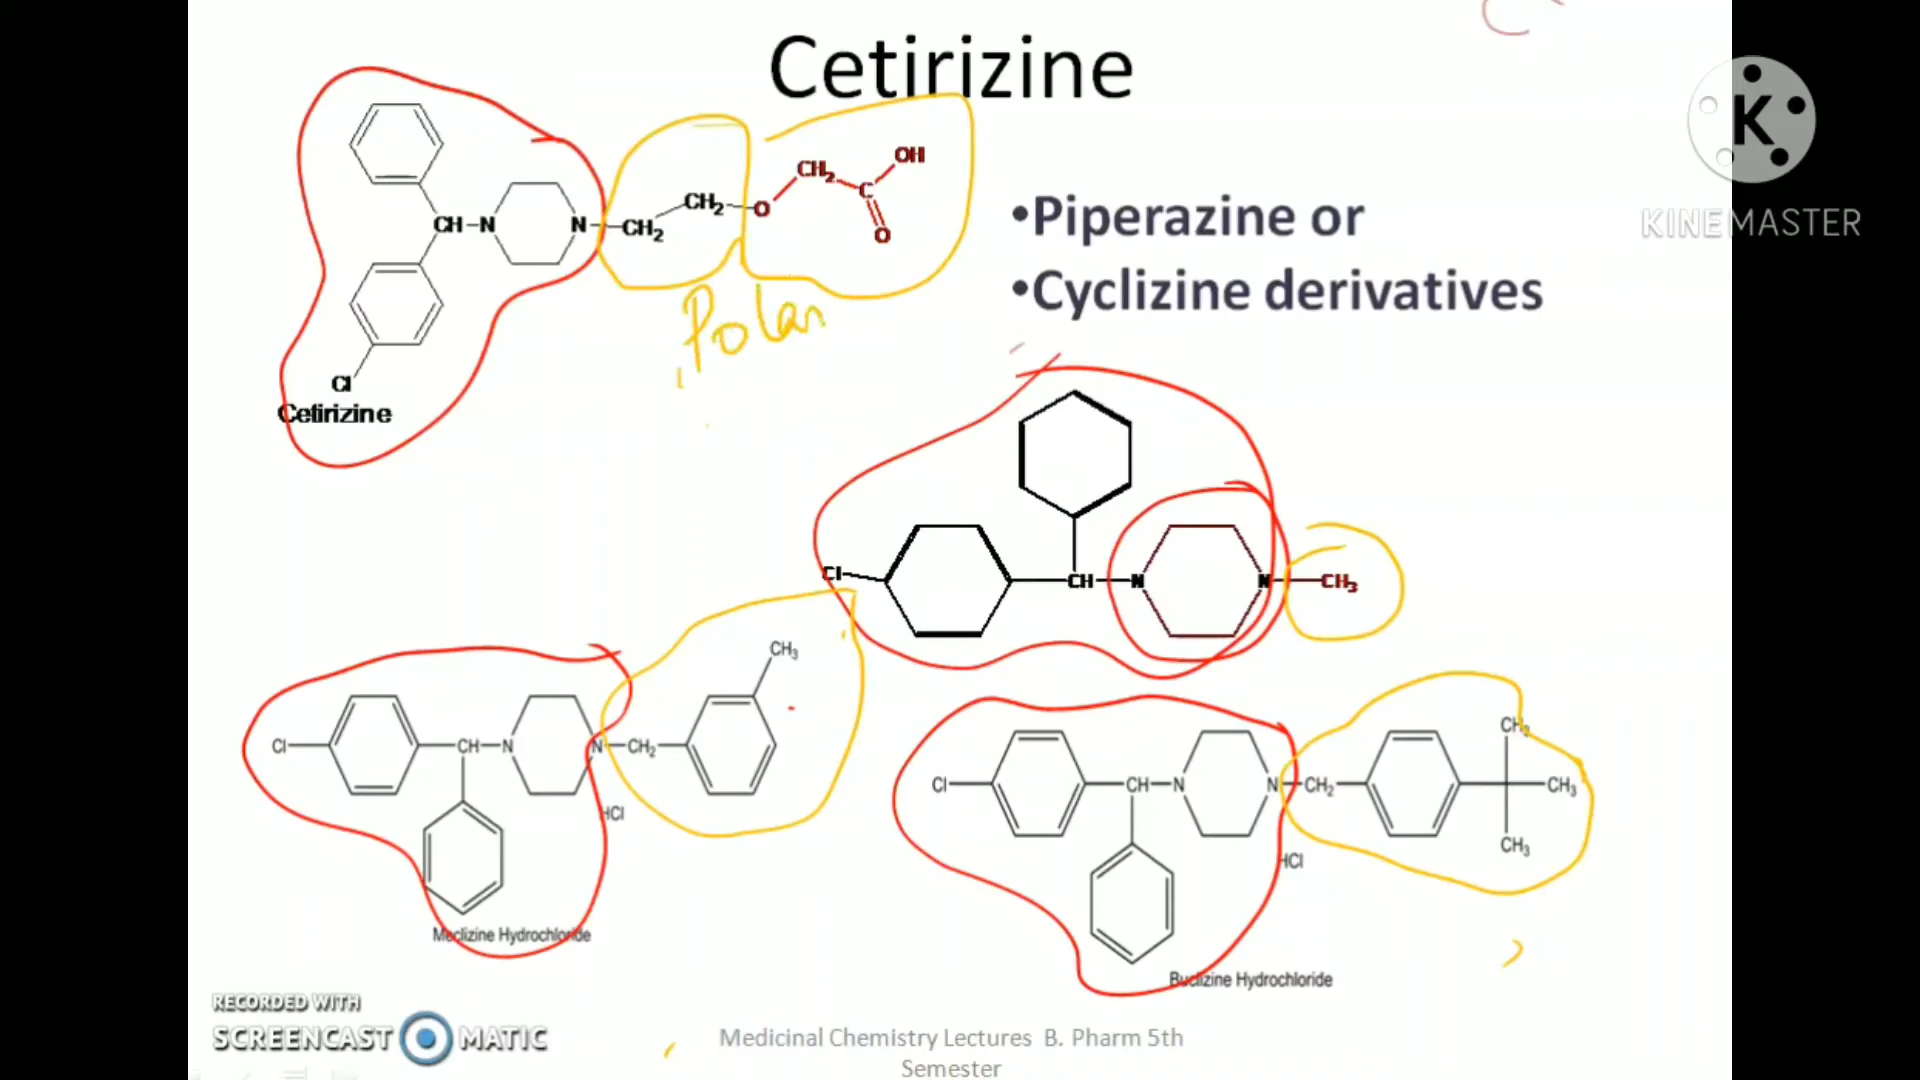 Cetirizine
OH
CH₂
C
O
O
CH₂
CH₂
CH N
N
Cl
Cetirizine
Polar
•Piperazine or
•Cyclizine derivatives
K
KINEMASTER
Cl
CH N
N
CH₃
CH₃
Cl
CH N
N
CH₂
HCl
Meclizine Hydrochloride
CH₃
Cl
CH N
N
CH₂
CH₃
CH₃
HCl
Buclizine Hydrochloride
RECORDED WITH
SCREENCAST MATIC
Medicinal Chemistry Lectures B. Pharm 5th
Semester